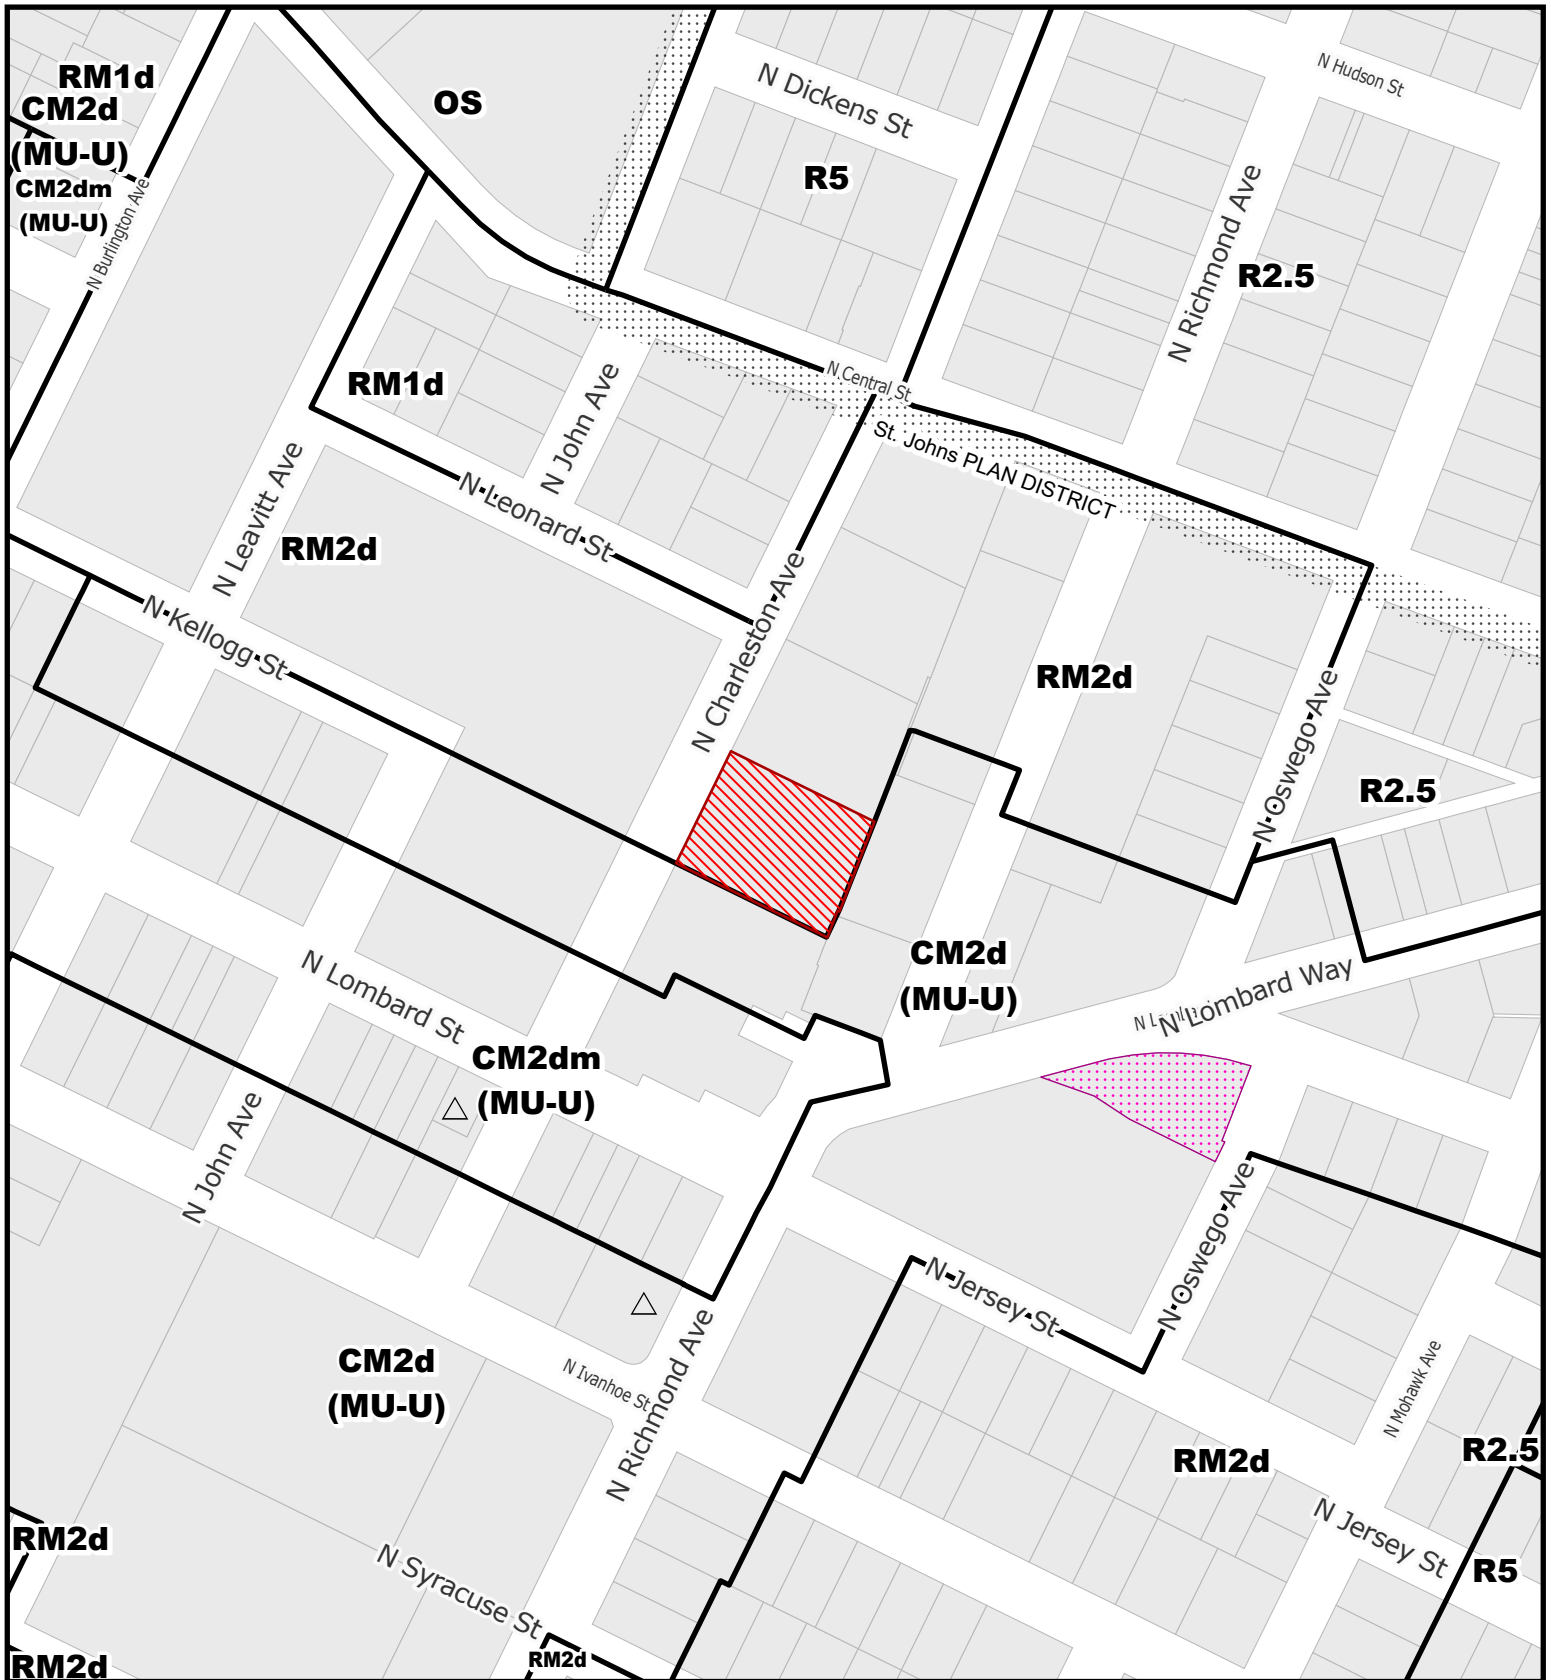 RM1d
CM2d
(MU-U)
CM2dm
(MU-U)
N Burlington Ave
OS
N Dickens St
R5
N Hudson St
N Richmond Ave
R2.5
RM1d
N John Ave
N Central St
St. Johns PLAN DISTRICT
N Leavitt Ave
N Leonard St
RM2d
N Charleston Ave
N Kellogg St
RM2d
N Oswego Ave
R2.5
CM2d
(MU-U)
N Lombard Way
N Lombard St
CM2dm
(MU-U)
N John Ave
N Oswego Ave
N Jersey St
CM2d
(MU-U)
N Ivanhoe St
N Richmond Ave
N Mohawk Ave
R2.5
RM2d
N Jersey St
RM2d
N Syracuse St
R5
RM2d
RM2d